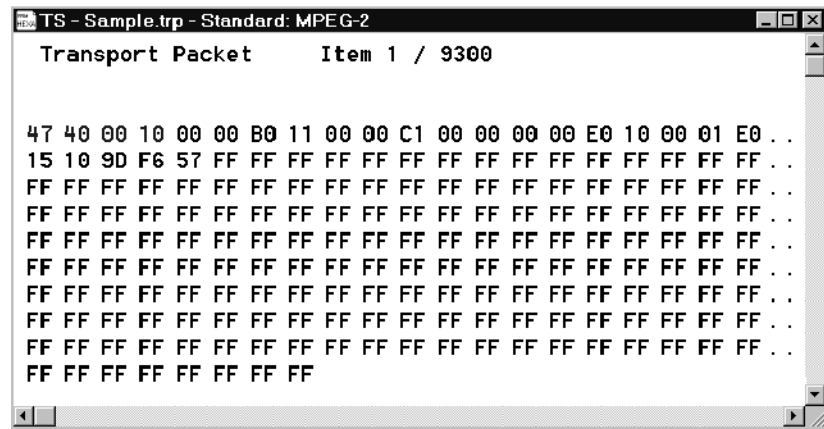 TS - Sample.trp - Standard: MPEG-2
Transport Packet Item 1 / 9300
47 40 00 10 00 00 B0 11 00 00 C1 00 00 00 00 E0 10 00 01 E0 . .
15 10 9D F6 57 FF FF FF FF FF FF FF FF FF FF FF FF FF FF FF . .
FF FF FF FF FF FF FF FF FF FF FF FF FF FF FF FF FF FF FF FF . .
FF FF FF FF FF FF FF FF FF FF FF FF FF FF FF FF FF FF FF FF . .
FF FF FF FF FF FF FF FF FF FF FF FF FF FF FF FF FF FF FF FF . .
FF FF FF FF FF FF FF FF FF FF FF FF FF FF FF FF FF FF FF FF . .
FF FF FF FF FF FF FF FF FF FF FF FF FF FF FF FF FF FF FF FF . .
FF FF FF FF FF FF FF FF FF FF FF FF FF FF FF FF FF FF FF FF . .
FF FF FF FF FF FF FF FF FF FF FF FF FF FF FF FF FF FF FF FF . .
FF FF FF FF FF FF FF FF